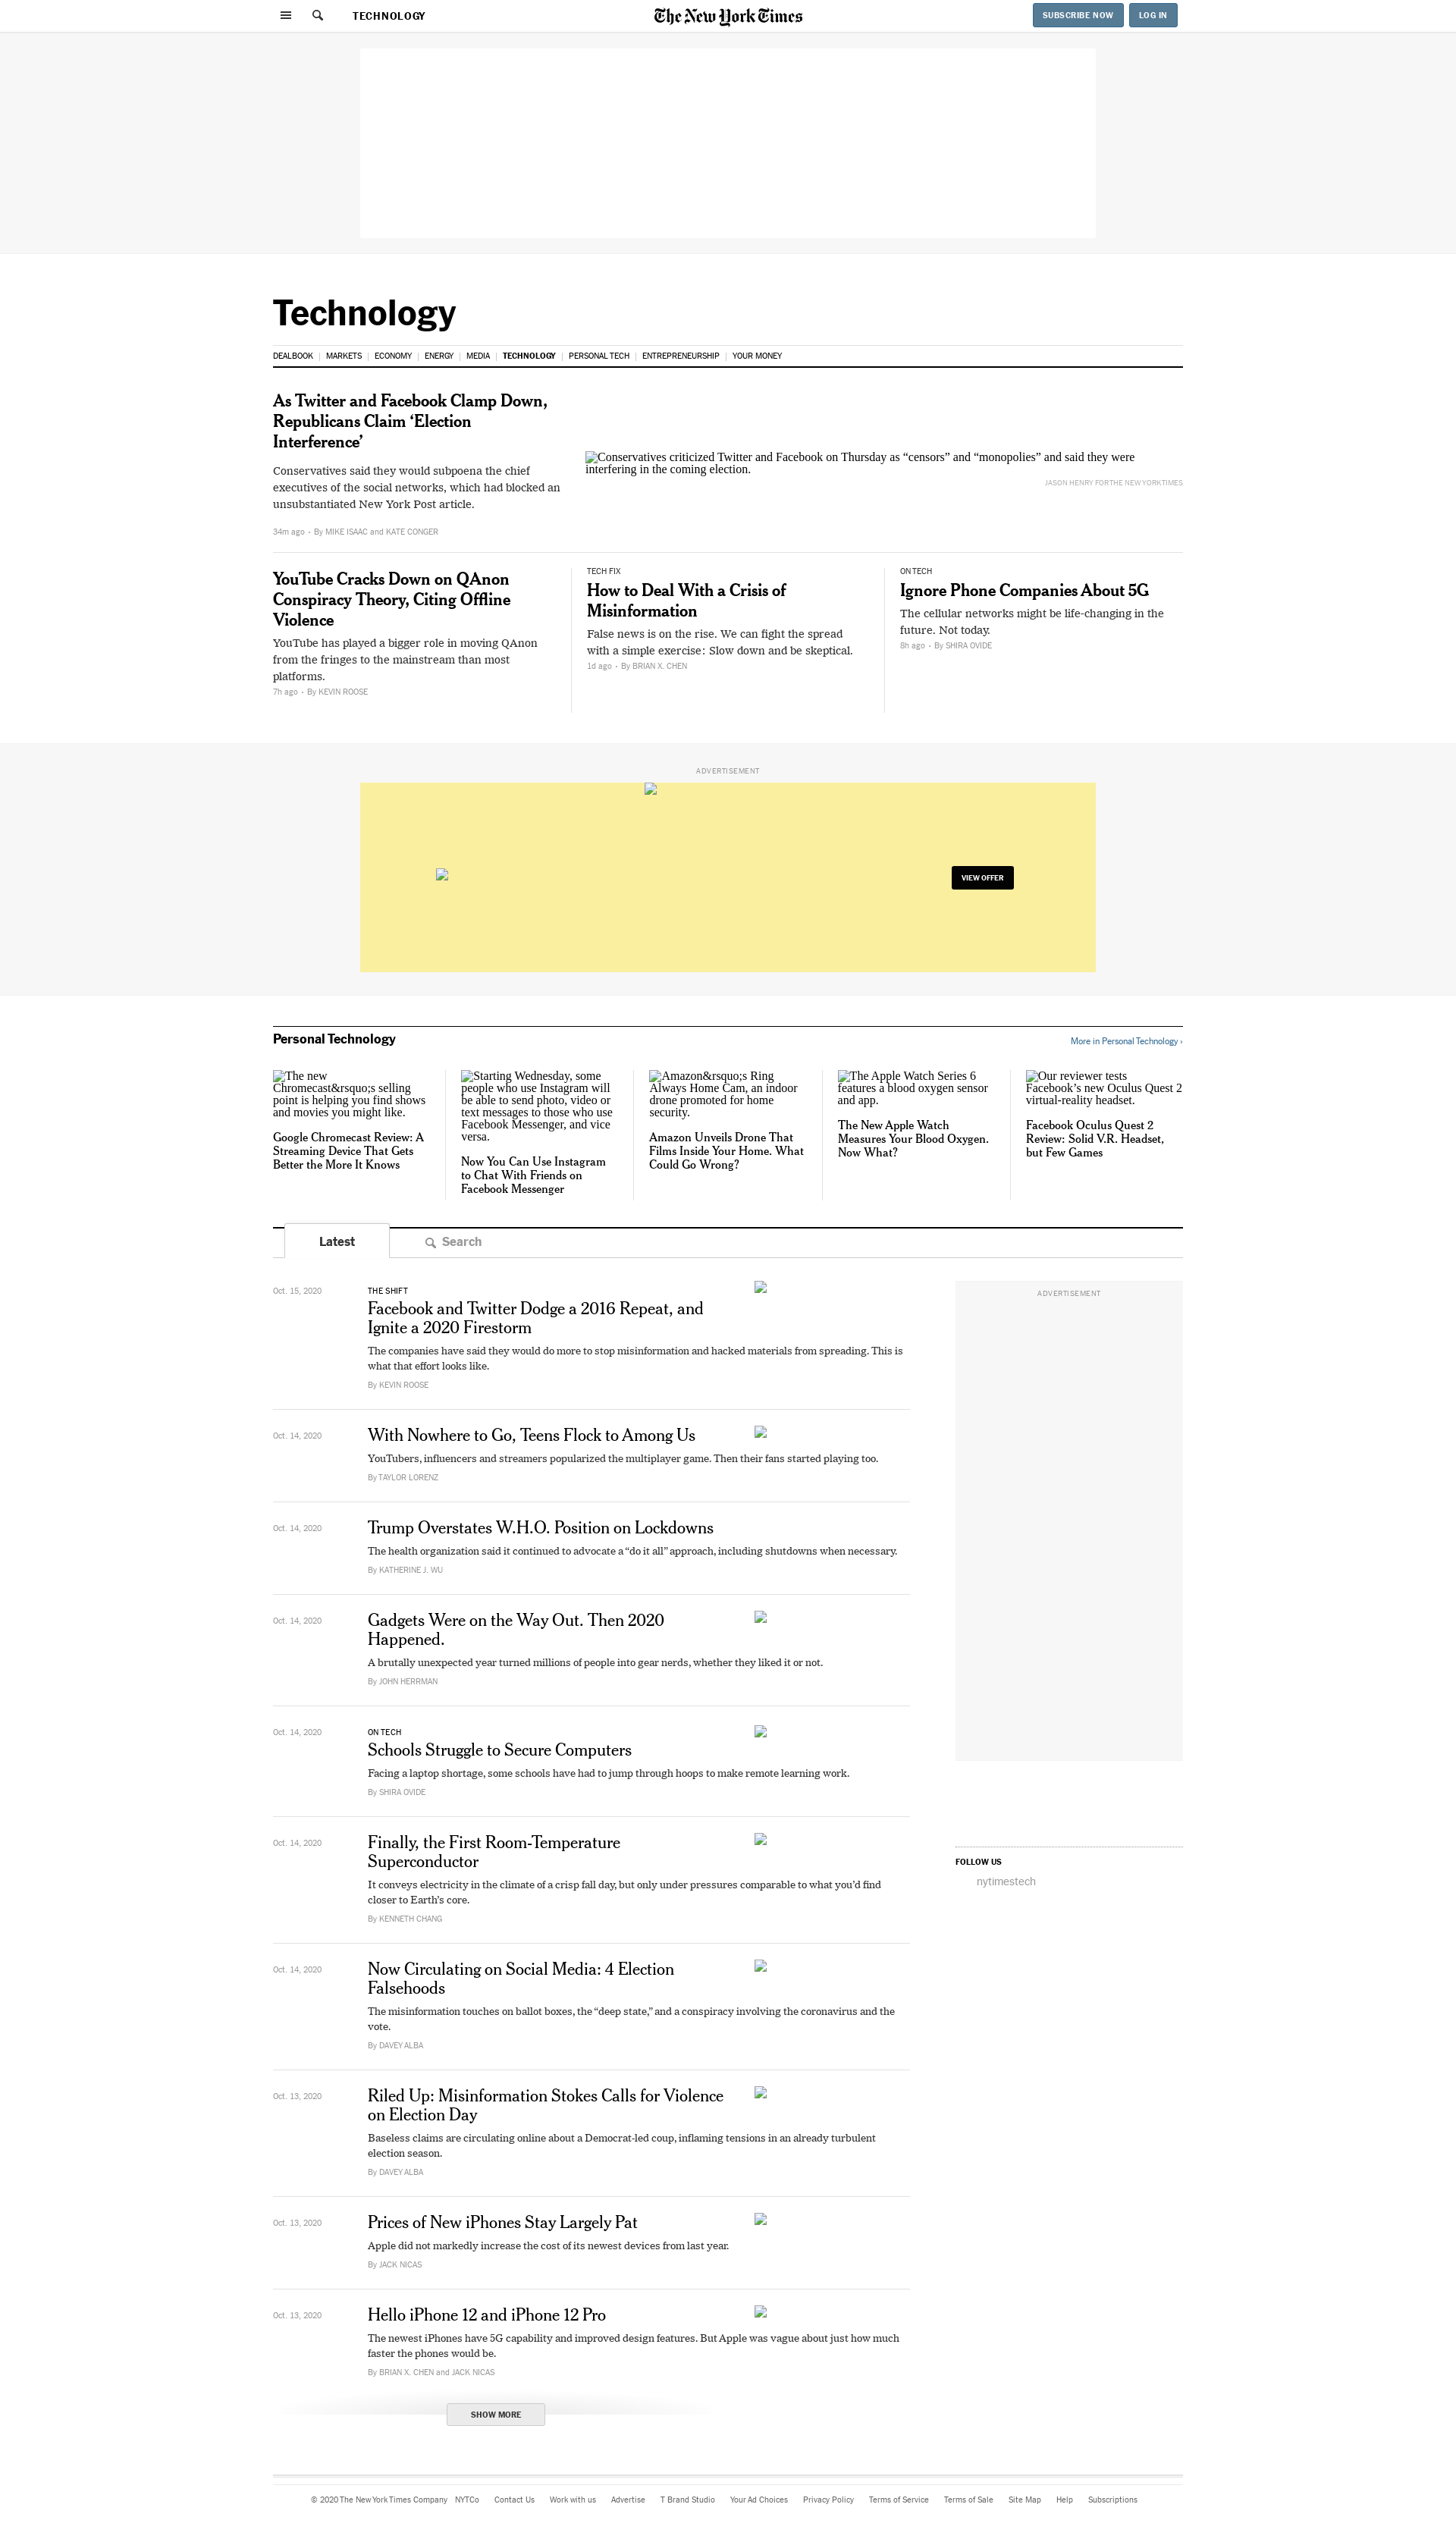 TECHNOLOGY
The New York Times
SUBSCRIBE NOW
LOG IN
Technology
DEALBOOK | MARKETS | ECONOMY | ENERGY | MEDIA | TECHNOLOGY | PERSONAL TECH | ENTREPRENEURSHIP | YOUR MONEY
As Twitter and Facebook Clamp Down,
Republicans Claim ‘Election
Interference’
Conservatives said they would subpoena the chief
executives of the social networks, which had blocked an
unsubstantiated New York Post article.
34m ago • By MIKE ISAAC and KATE CONGER
Conservatives criticized Twitter and Facebook on Thursday as “censors” and “monopolies” and said they were
interfering in the coming election.
JASON HENRY FOR THE NEW YORK TIMES
YouTube Cracks Down on QAnon
Conspiracy Theory, Citing Offline
Violence
YouTube has played a bigger role in moving QAnon
from the fringes to the mainstream than most
platforms.
7h ago • By KEVIN ROOSE
TECH FIX
How to Deal With a Crisis of
Misinformation
False news is on the rise. We can fight the spread
with a simple exercise: Slow down and be skeptical.
1d ago • By BRIAN X. CHEN
ON TECH
Ignore Phone Companies About 5G
The cellular networks might be life-changing in the
future. Not today.
8h ago • By SHIRA OVIDE
ADVERTISEMENT
VIEW OFFER
Personal Technology
More in Personal Technology ›
The new
Chromecast&rsquo;s selling
point is helping you find shows
and movies you might like.
Google Chromecast Review: A
Streaming Device That Gets
Better the More It Knows
Starting Wednesday, some
people who use Instagram will
be able to send photo, video or
text messages to those who use
Facebook Messenger, and vice
versa.
Now You Can Use Instagram
to Chat With Friends on
Facebook Messenger
Amazon&rsquo;s Ring
Always Home Cam, an indoor
drone promoted for home
security.
Amazon Unveils Drone That
Films Inside Your Home. What
Could Go Wrong?
The Apple Watch Series 6
features a blood oxygen sensor
and app.
The New Apple Watch
Measures Your Blood Oxygen.
Now What?
Our reviewer tests
Facebook’s new Oculus Quest 2
virtual-reality headset.
Facebook Oculus Quest 2
Review: Solid V.R. Headset,
but Few Games
Latest
Search
Oct. 15, 2020
THE SHIFT
Facebook and Twitter Dodge a 2016 Repeat, and
Ignite a 2020 Firestorm
The companies have said they would do more to stop misinformation and hacked materials from spreading. This is
what that effort looks like.
By KEVIN ROOSE
ADVERTISEMENT
Oct. 14, 2020
With Nowhere to Go, Teens Flock to Among Us
YouTubers, influencers and streamers popularized the multiplayer game. Then their fans started playing too.
By TAYLOR LORENZ
Oct. 14, 2020
Trump Overstates W.H.O. Position on Lockdowns
The health organization said it continued to advocate a “do it all” approach, including shutdowns when necessary.
By KATHERINE J. WU
Oct. 14, 2020
Gadgets Were on the Way Out. Then 2020
Happened.
A brutally unexpected year turned millions of people into gear nerds, whether they liked it or not.
By JOHN HERRMAN
Oct. 14, 2020
ON TECH
Schools Struggle to Secure Computers
Facing a laptop shortage, some schools have had to jump through hoops to make remote learning work.
By SHIRA OVIDE
Oct. 14, 2020
Finally, the First Room-Temperature
Superconductor
It conveys electricity in the climate of a crisp fall day, but only under pressures comparable to what you’d find
closer to Earth’s core.
By KENNETH CHANG
FOLLOW US
nytimestech
Oct. 14, 2020
Now Circulating on Social Media: 4 Election
Falsehoods
The misinformation touches on ballot boxes, the “deep state,” and a conspiracy involving the coronavirus and the
vote.
By DAVEY ALBA
Oct. 13, 2020
Riled Up: Misinformation Stokes Calls for Violence
on Election Day
Baseless claims are circulating online about a Democrat-led coup, inflaming tensions in an already turbulent
election season.
By DAVEY ALBA
Oct. 13, 2020
Prices of New iPhones Stay Largely Pat
Apple did not markedly increase the cost of its newest devices from last year.
By JACK NICAS
Oct. 13, 2020
Hello iPhone 12 and iPhone 12 Pro
The newest iPhones have 5G capability and improved design features. But Apple was vague about just how much
faster the phones would be.
By BRIAN X. CHEN and JACK NICAS
SHOW MORE
© 2020 The New York Times Company NYTCo Contact Us Work with us Advertise T Brand Studio Your Ad Choices Privacy Policy Terms of Service Terms of Sale Site Map Help Subscriptions